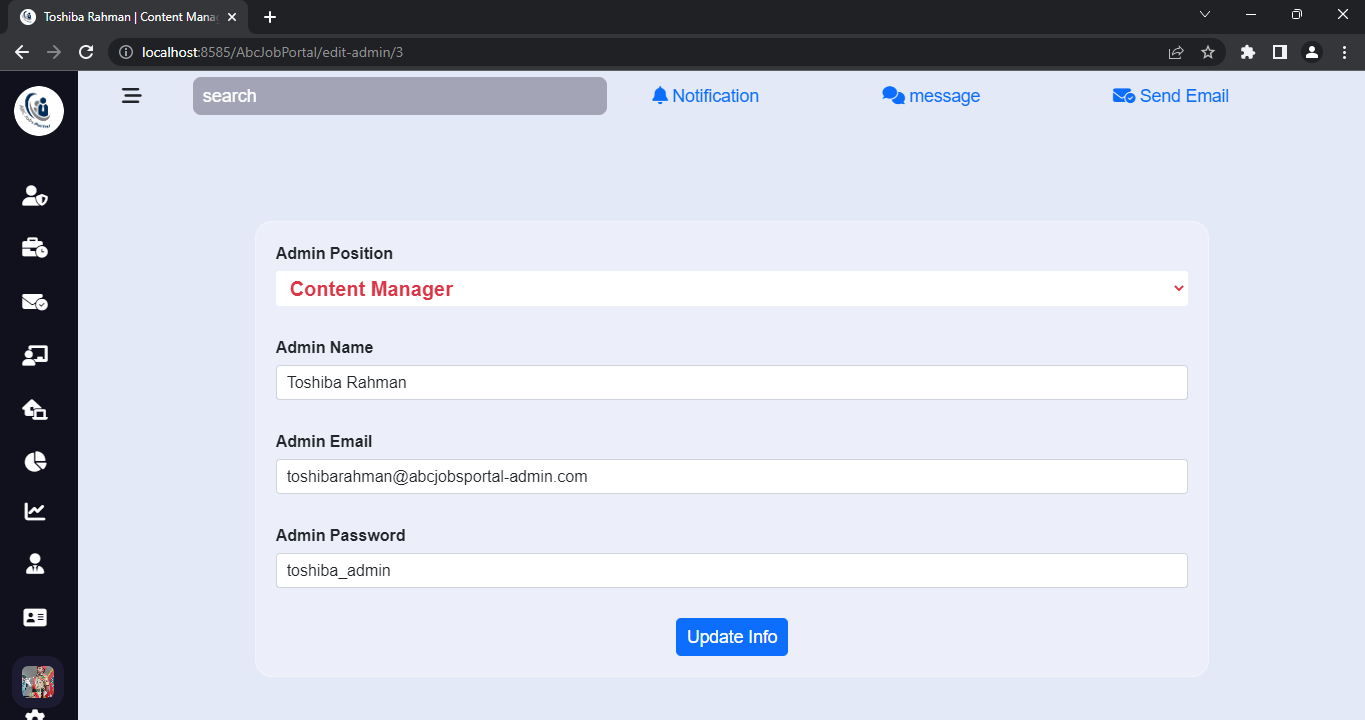 Toshiba Rahman | Content Mana
localhost:8585/AbcJobPortal/edit-admin/3
search
Notification
message
Send Email
Admin Position
Content Manager
Admin Name
Toshiba Rahman
Admin Email
toshibarahman@abcjobsportal-admin.com
Admin Password
toshiba_admin
Update Info